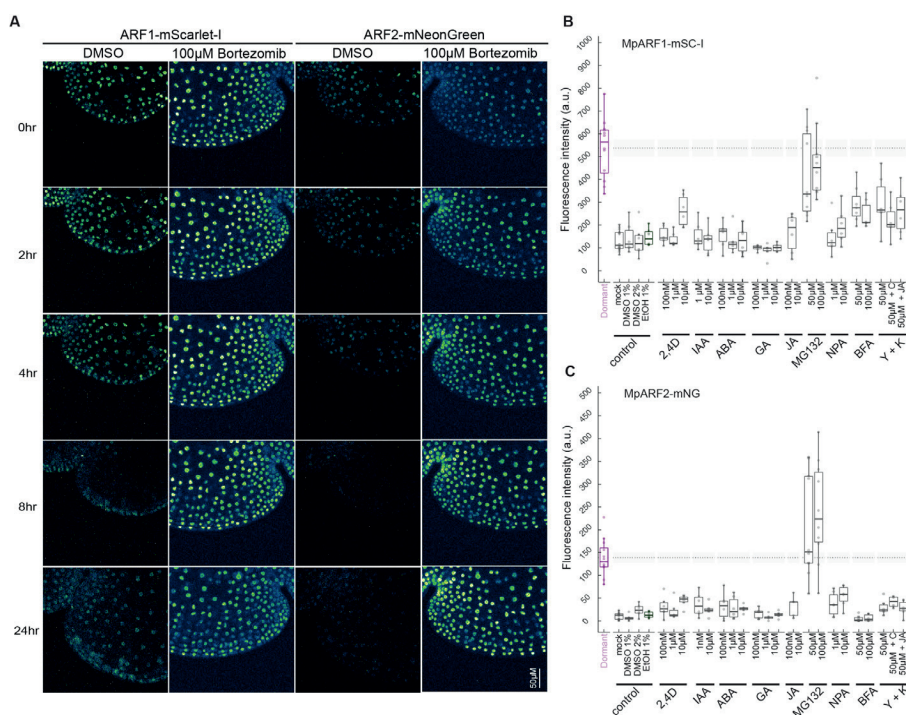 A
ARF1-mScarlet-I ARF2-mNeonGreen
DMSO 100µM Bortezomib DMSO 100µM Bortezomib
0hr
2hr
4hr
8hr
24hr
50µM
B
MpARF1-mSC-I
Fluorescence intensity (a.u.)
1000
900
800
700
600
500
400
300
200
100
0
Dormant
mock
DMSO 1%
DMSO 2%
EtOH 1%
100nM
1µM
10µM
1µM
10µM
100nM
1µM
10µM
100nM
1µM
10µM
100nM
10µM
50µM
100µM
1µM
10µM
50µM
100µM
50µM
50µM + C
50µM + JA
control
2,4D
IAA
ABA
GA
JA
MG132
NPA
BFA
Y + K
C
MpARF2-mNG
Fluorescence intensity (a.u.)
500
450
400
350
300
250
200
150
100
50
0
Dormant
mock
DMSO 1%
DMSO 2%
EtOH 1%
100nM
1µM
10µM
1nM
10µM
100nM
1µM
10µM
100nM
1µM
10µM
100nM
10µM
50µM
100µM
1µM
10µM
50µM
100µM
50µM
50µM + C
50µM + JA
control
2,4D
IAA
ABA
GA
JA
MG132
NPA
BFA
Y + K